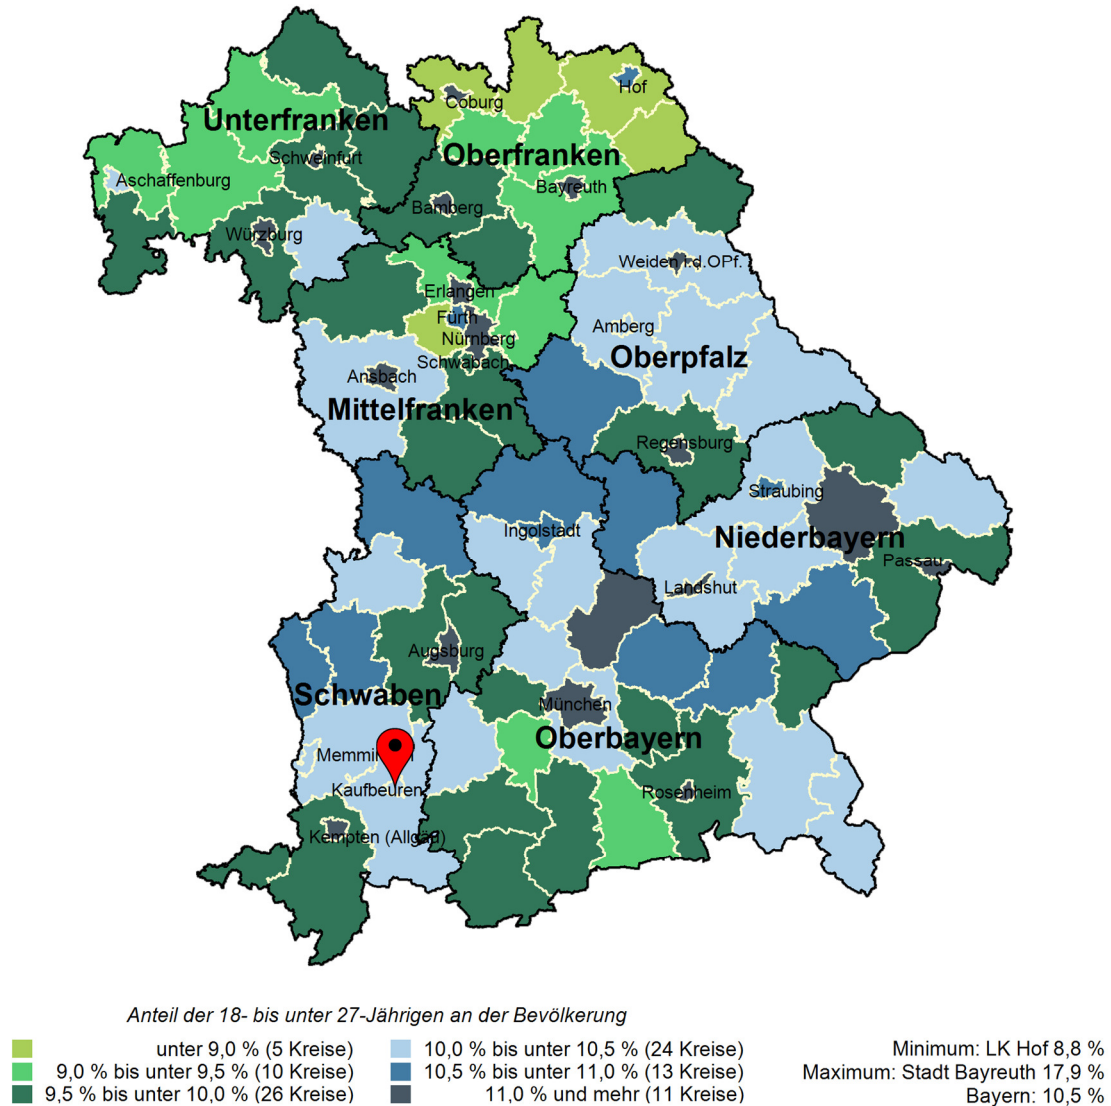 Hof
Coburg
Unterfranken
Oberfranken
Schweinfurt
Aschaffenburg
Bayreuth
Bamberg
Würzburg
Weiden i.d.OPf.
Erlangen
Fürth
Amberg
Nürnberg
Oberpfalz
Schwabach
Ansbach
Mittelfranken
Regensburg
Straubing
Ingolstadt
Niederbayern
Passau
Landshut
Augsburg
Schwaben
München
Oberbayern
Kaufbeuren
Rosenheim
Kempten (Allgäu)
Anteil der 18- bis unter 27-Jährigen an der Bevölkerung
unter 9,0 % (5 Kreise)
9,0 % bis unter 9,5 % (10 Kreise)
9,5 % bis unter 10,0 % (26 Kreise)
10,0 % bis unter 10,5 % (24 Kreise)
10,5 % bis unter 11,0 % (13 Kreise)
11,0 % und mehr (11 Kreise)
Minimum: LK Hof 8,8 %
Maximum: Stadt Bayreuth 17,9 %
Bayern: 10,5 %